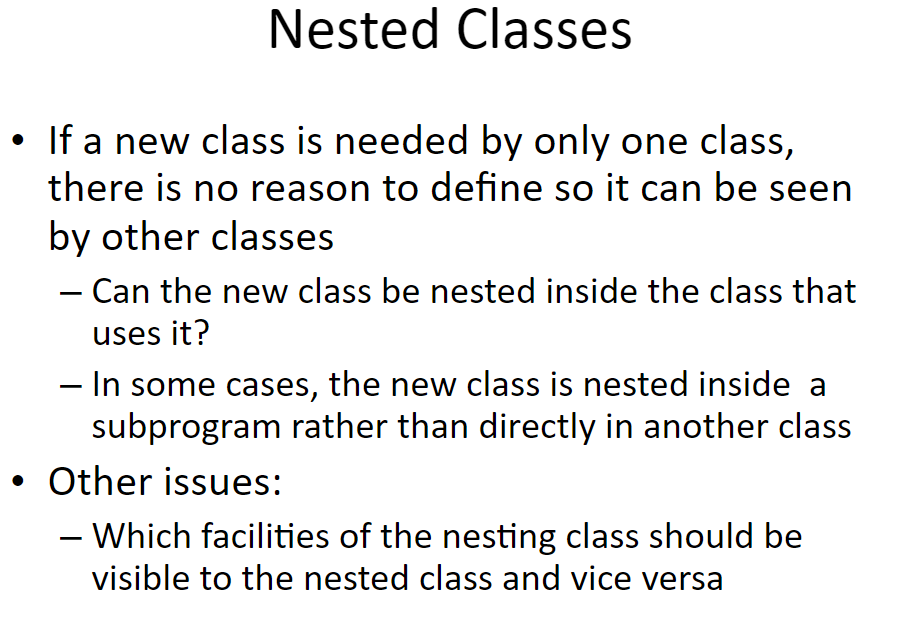 Nested Classes
• If a new class is needed by only one class,
there is no reason to define so it can be seen
by other classes
– Can the new class be nested inside the class that
uses it?
– In some cases, the new class is nested inside  a
subprogram rather than directly in another class
• Other issues:
– Which facilities of the nesting class should be
visible to the nested class and vice versa